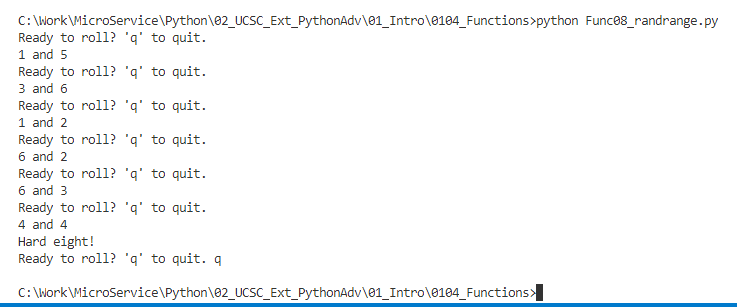 C:\Work\MicroService\Python\02_UCSC_Ext_PythonAdv\01_Intro\0104_Functions>python Func08_randrange.py
Ready to roll? 'q' to quit.
1 and 5
Ready to roll? 'q' to quit.
3 and 6
Ready to roll? 'q' to quit.
1 and 2
Ready to roll? 'q' to quit.
6 and 2
Ready to roll? 'q' to quit.
6 and 3
Ready to roll? 'q' to quit.
4 and 4
Hard eight!
Ready to roll? 'q' to quit. q
C:\Work\MicroService\Python\02_UCSC_Ext_PythonAdv\01_Intro\0104_Functions>